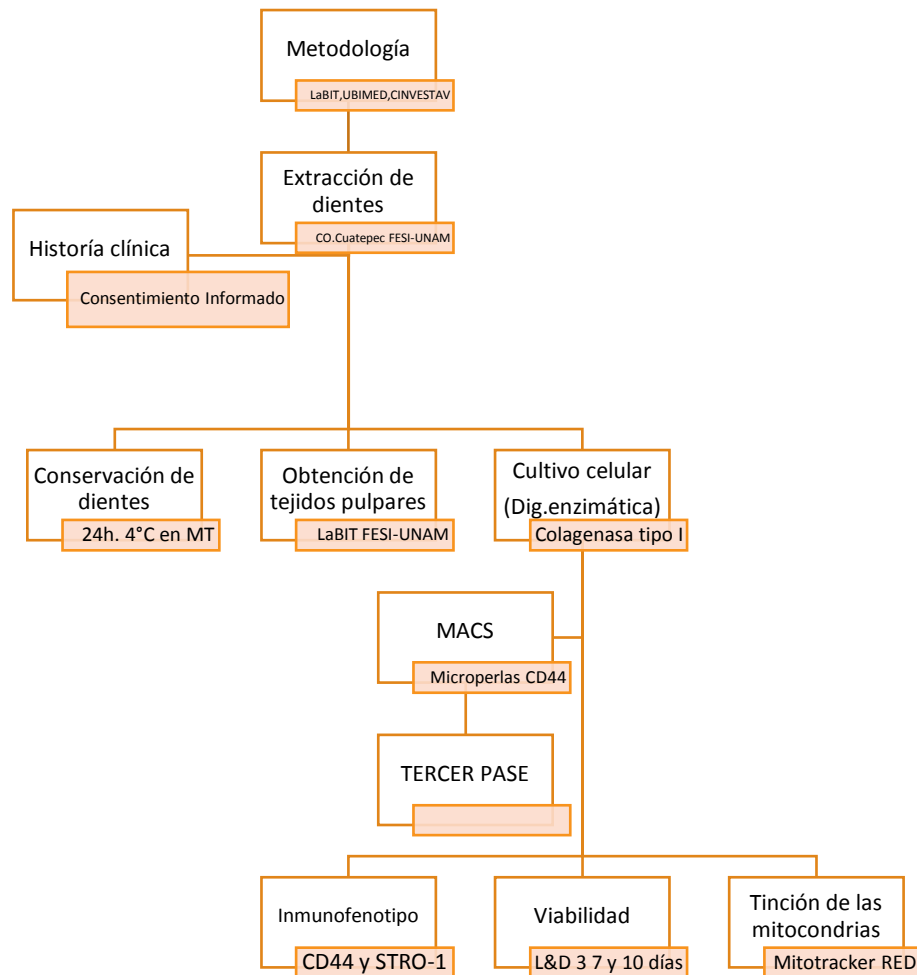 Metodología
LaBIT,UBIMED,CINVESTAV
Extracción de
dientes
CO.Cuatepec FESI-UNAM
Historía clínica
Consentimiento Informado
Conservación de
dientes
24h. 4°C en MT
Obtención de
tejidos pulpares
LaBIT FESI-UNAM
Cultivo celular
(Dig.enzimática)
Colagenasa tipo I
MACS
Microperlas CD44
TERCER PASE
Inmunofenotipo
CD44 y STRO-1
Viabilidad
L&D 3 7 y 10 días
Tinción de las
mitocondrias
Mitotracker RED